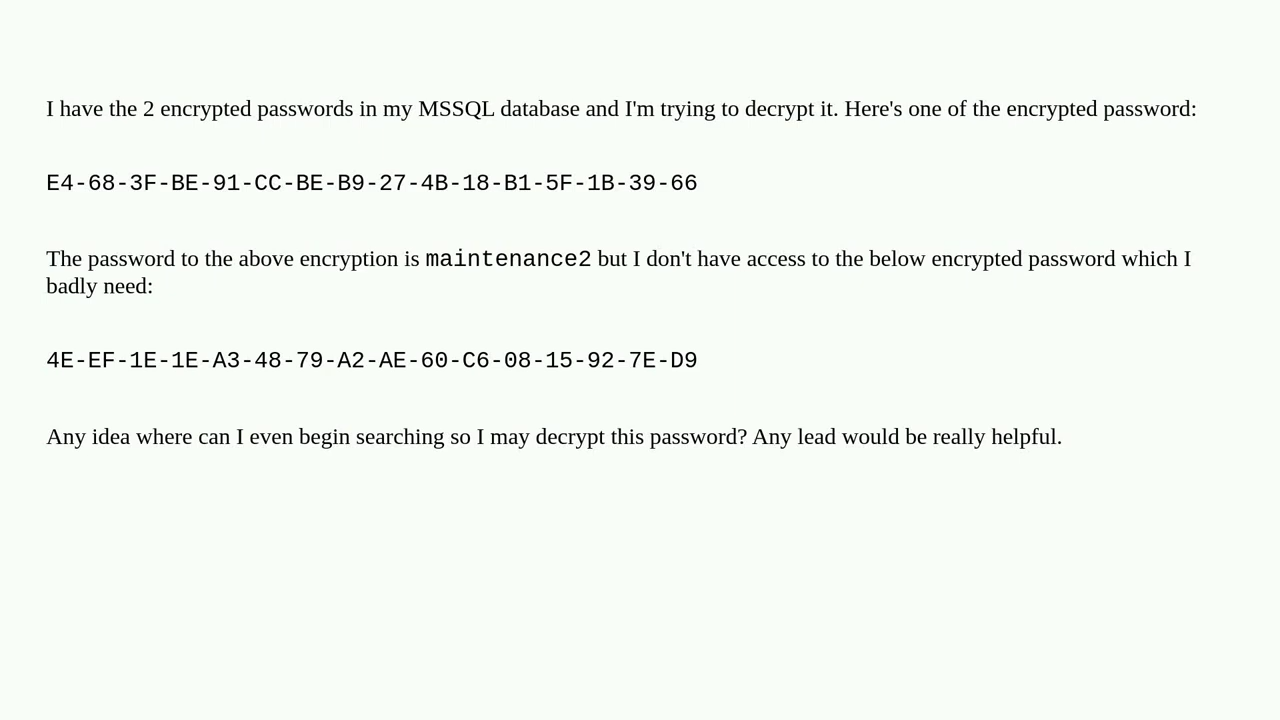 I have the 2 encrypted passwords in my MSSQL database and I'm trying to decrypt it. Here's one of the encrypted password:
E4-68-3F-BE-91-CC-BE-B9-27-4B-18-B1-5F-1B-39-66
The password to the above encryption is maintenance2 but I don't have access to the below encrypted password which I
badly need:
4E-EF-1E-1E-A3-48-79-A2-AE-60-C6-08-15-92-7E-D9
Any idea where can I even begin searching so I may decrypt this password? Any lead would be really helpful.